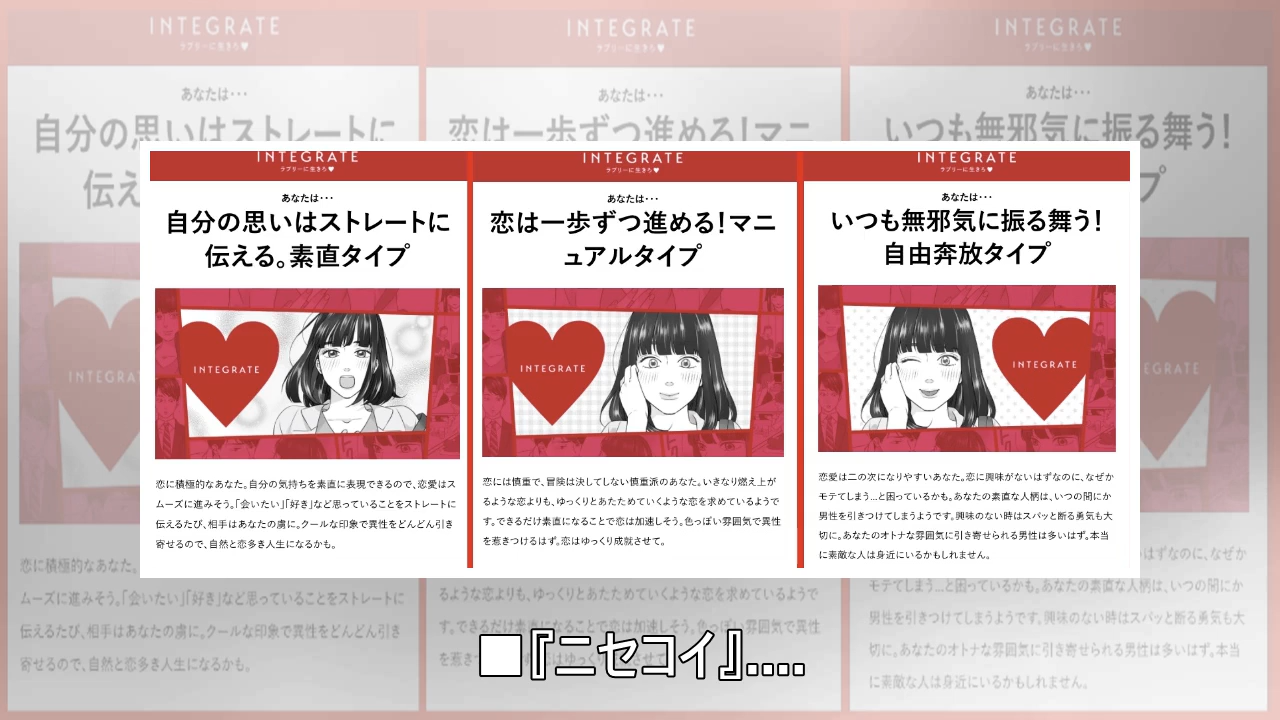 INTEGRATE
ラブリーに生きろ♥
あなたは･･･
自分の思いはストレートに
伝える。素直タイプ
INTEGRATE
恋に積極的なあなた。自分の気持ちを素直に表現できるので、恋愛はス
ムーズに進みそう。「会いたい」「好き」など思っていることをストレートに
伝えるたび、相手はあなたの虜に。クールな印象で異性をどんどん引き
寄せるので、自然と恋多き人生になるかも。
INTEGRATE
ラブリーに生きろ♥
あなたは･･･
恋は一歩ずつ進める！マニ
ュアルタイプ
INTEGRATE
恋には慎重で、冒険は決してしない慎重派のあなた。いきなり燃え上が
るような恋よりも、ゆっくりとあたためていくような恋を求めているようで
す。できるだけ素直になることで恋は加速しそう。色っぽい雰囲気で異性
を惹きつけるはず。恋はゆっくり成就させて。
INTEGRATE
ラブリーに生きろ♥
あなたは･･･
いつも無邪気に振る舞う！
自由奔放タイプ
INTEGRATE
恋愛は二の次になりやすいあなた。恋に興味がないはずなのに、なぜか
モテてしまう…と困っているかも。あなたの素直な人柄は、いつの間にか
男性を引きつけてしまうようです。興味のない時はスパッと断る勇気も大
切に。あなたのオトナな雰囲気に引き寄せられる男性は多いはず。本当
に素敵な人は身近にいるかもしれません。
■『ニセコイ』....